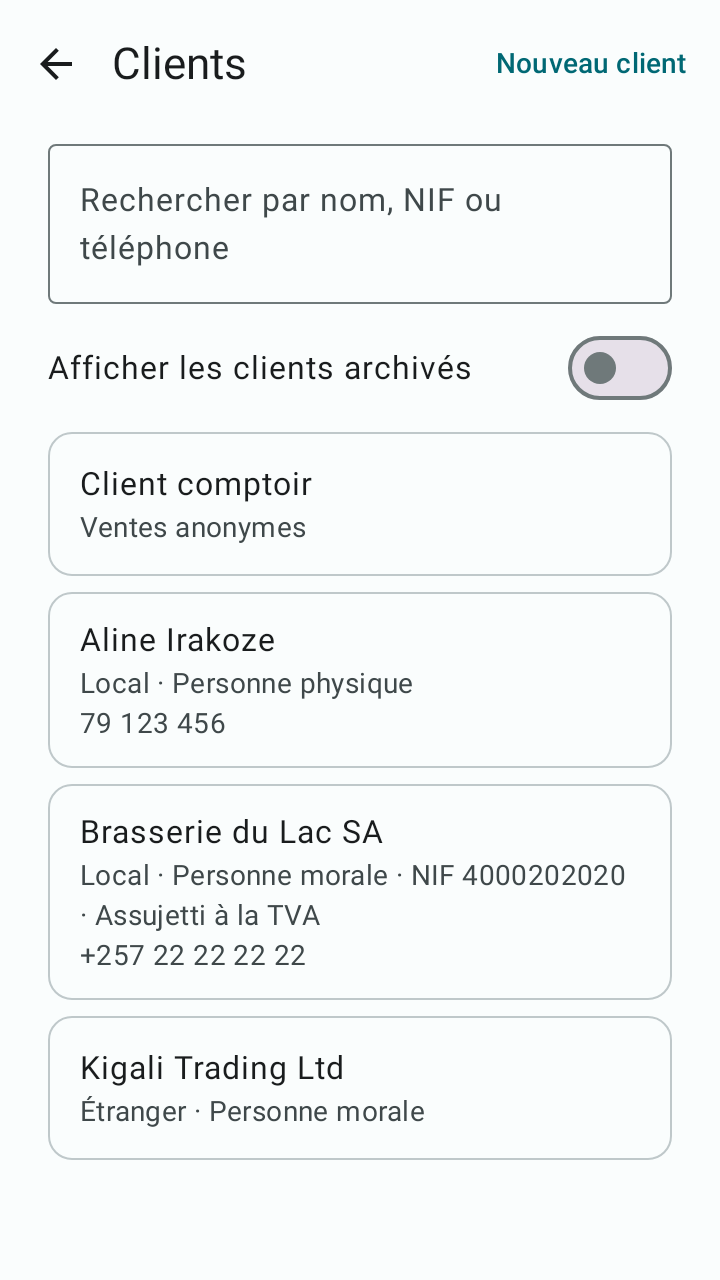 Clients
Nouveau client
Rechercher par nom, NIF ou
téléphone
Afficher les clients archivés
Client comptoir
Ventes anonymes
Aline Irakoze
Local · Personne physique
79 123 456
Brasserie du Lac SA
Local · Personne morale · NIF 4000202020
· Assujetti à la TVA
+257 22 22 22 22
Kigali Trading Ltd
Étranger · Personne morale